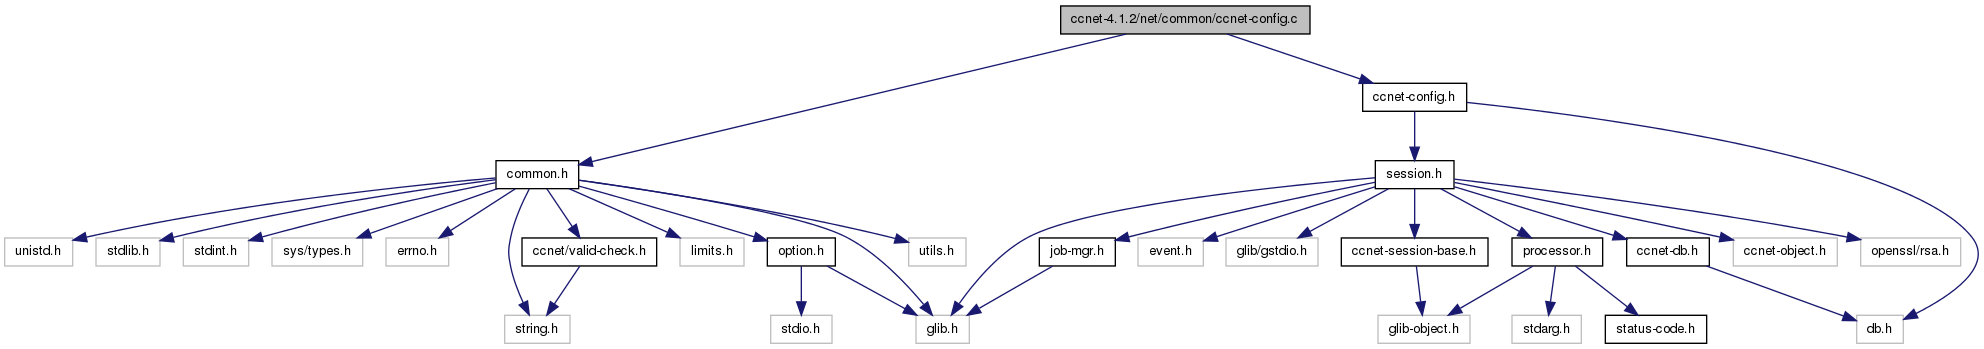 ccnet-4.1.2/net/common/ccnet-config.c
ccnet-config.h
common.h
session.h
unistd.h
stdlib.h
stdint.h
sys/types.h
errno.h
ccnet/valid-check.h
limits.h
option.h
utils.h
job-mgr.h
event.h
glib/gstdio.h
ccnet-session-base.h
processor.h
ccnet-db.h
ccnet-object.h
openssl/rsa.h
string.h
stdio.h
glib.h
glib-object.h
stdarg.h
status-code.h
db.h